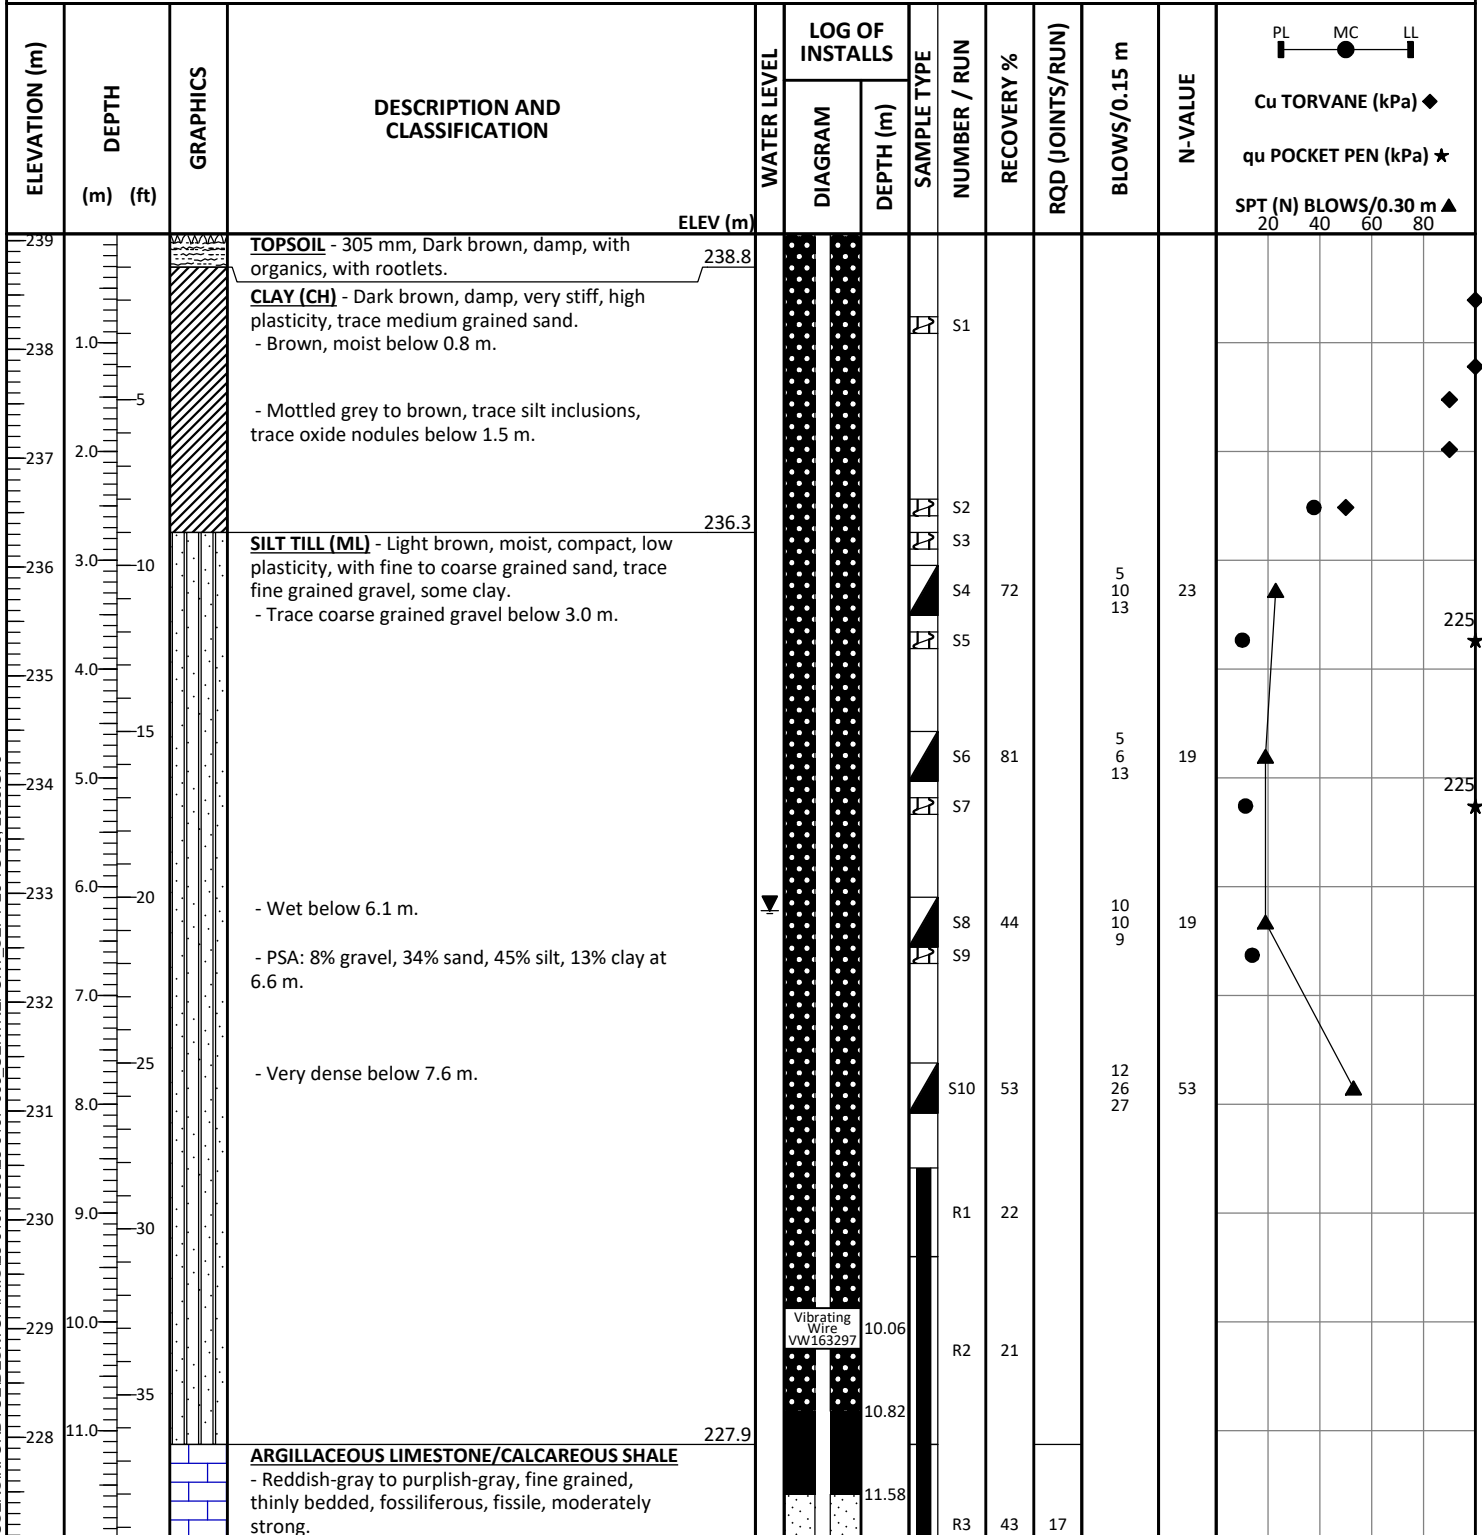 ELEVATION (m)
DEPTH
(m) (ft)
GRAPHICS
DESCRIPTION AND
CLASSIFICATION
ELEV (m)
WATER LEVEL
LOG OF
INSTALLS
DIAGRAM
DEPTH (m)
SAMPLE TYPE
NUMBER / RUN
RECOVERY %
RQD (JOINTS/RUN)
BLOWS/0.15 m
N-VALUE
PL MC LL
Cu TORVANE (kPa)
qu POCKET PEN (kPa)
SPT (N) BLOWS/0.30 m
20 40 60 80
239
TOPSOIL - 305 mm, Dark brown, damp, with
organics, with rootlets.
238.8
CLAY (CH) - Dark brown, damp, very stiff, high
plasticity, trace medium grained sand.
- Brown, moist below 0.8 m.
S1
238
1.0
5
- Mottled grey to brown, trace silt inclusions,
trace oxide nodules below 1.5 m.
237
2.0
S2
236.3
SILT TILL (ML) - Light brown, moist, compact, low
plasticity, with fine to coarse grained sand, trace
fine grained gravel, some clay.
- Trace coarse grained gravel below 3.0 m.
S3
236
3.0
10
S4 72
5
10
13
23
S5
225
235
4.0
15
S6 81
5
6
13
19
234
5.0
S7
225
233
6.0
20
- Wet below 6.1 m.
S8 44
10
10
9
19
- PSA: 8% gravel, 34% sand, 45% silt, 13% clay at
6.6 m.
S9
232
7.0
25
- Very dense below 7.6 m.
S10 53
12
26
27
53
231
8.0
230
9.0
30
R1 22
229
10.0
Vibrating
Wire
VW163297
10.06
R2 21
35
10.82
228
11.0
227.9
ARGILLACEOUS LIMESTONE/CALCAREOUS SHALE
- Reddish-gray to purplish-gray, fine grained,
thinly bedded, fossiliferous, fissile, moderately
strong.
11.58
R3 43 17